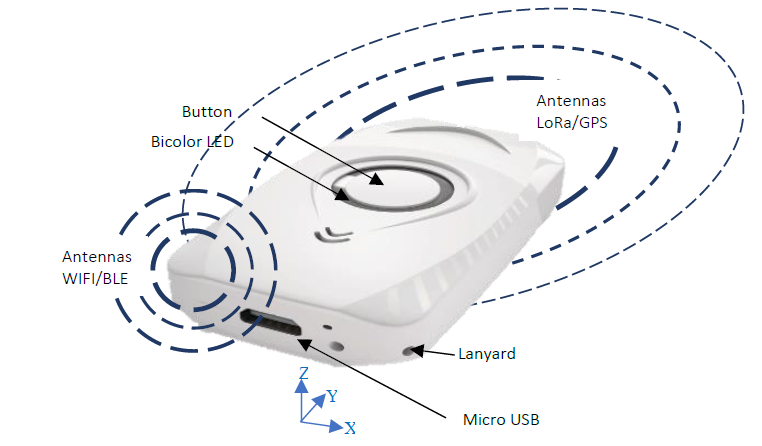 Antennas
LoRa/GPS
Button
Bicolor LED
Antennas
WIFI/BLE
Lanyard
Z
Y
X
Micro USB